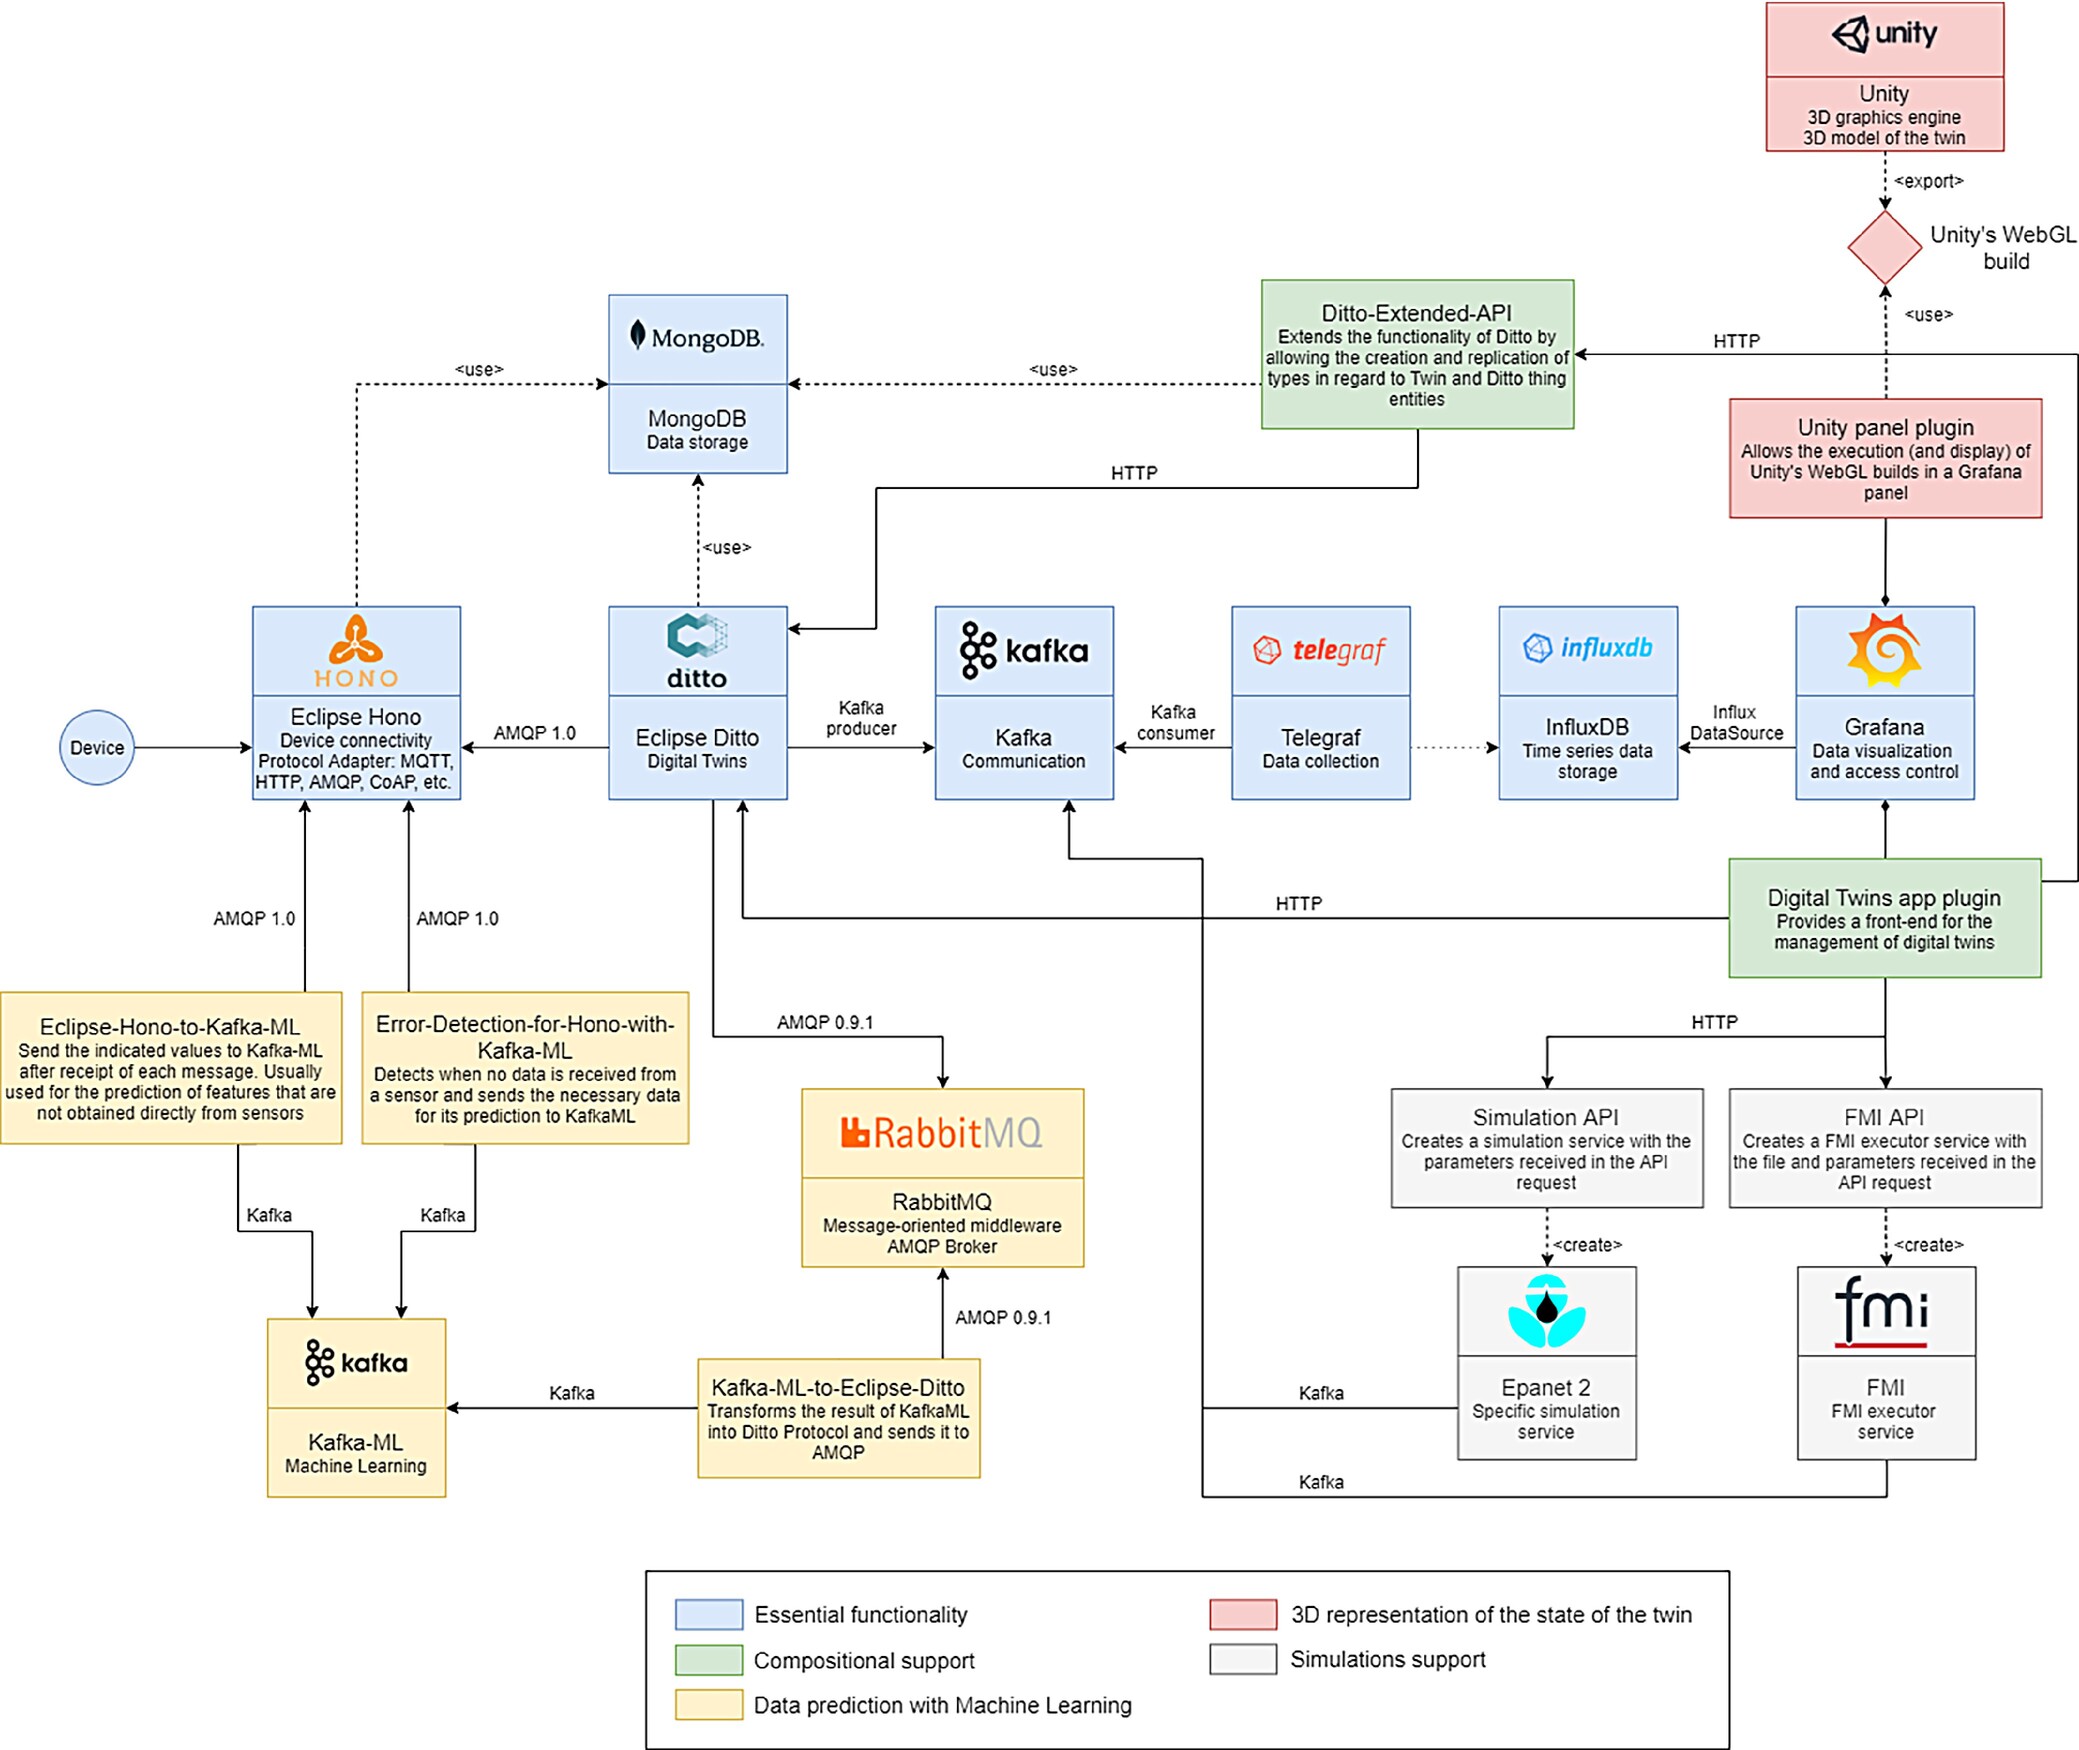 unity
Unity
3D graphics engine
3D model of the twin
<export>
Unity's WebGL
build
<use>
MongoDB.
MongoDB
Data storage
<use>
<use>
<use>
Ditto-Extended-API
Extends the functionality of Ditto by
allowing the creation and replication of
types in regard to Twin and Ditto thing
entities
HTTP
HTTP
Unity panel plugin
Allows the execution (and display) of
Unity's WebGL builds in a Grafana
panel
Device
HONO
Eclipse Hono
Device connectivity
Protocol Adapter: MQTT,
HTTP, AMQP, CoAP, etc.
AMQP 1.0
ditto
Eclipse Ditto
Digital Twins
Kafka
producer
kafka
Kafka
Communication
Kafka
consumer
telegraf
Telegraf
Data collection
influxdb
InfluxDB
Time series data
storage
Influx
DataSource
Grafana
Data visualization
and access control
AMQP 1.0
AMQP 1.0
HTTP
Digital Twins app plugin
Provides a front-end for the
management of digital twins
Eclipse-Hono-to-Kafka-ML
Send the indicated values to Kafka-ML
after receipt of each message. Usually
used for the prediction of features that are
not obtained directly from sensors
Error-Detection-for-Hono-with-
Kafka-ML
Detects when no data is received from
a sensor and sends the necessary data
for its prediction to KafkaML
AMQP 0.9.1
HTTP
RabbitMQ
RabbitMQ
Message-oriented middleware
AMQP Broker
Simulation API
Creates a simulation service with the
parameters received in the API
request
FMI API
Creates a FMI executor service with
the file and parameters received in the
API request
Kafka
Kafka
<create>
<create>
AMQP 0.9.1
kafka
Kafka-ML
Machine Learning
Kafka
Kafka-ML-to-Eclipse-Ditto
Transforms the result of KafkaML
into Ditto Protocol and sends it to
AMQP
Kafka
Epanet 2
Specific simulation
service
fmi
FMI
FMI executor
service
Kafka
Essential functionality
3D representation of the state of the twin
Compositional support
Simulations support
Data prediction with Machine Learning